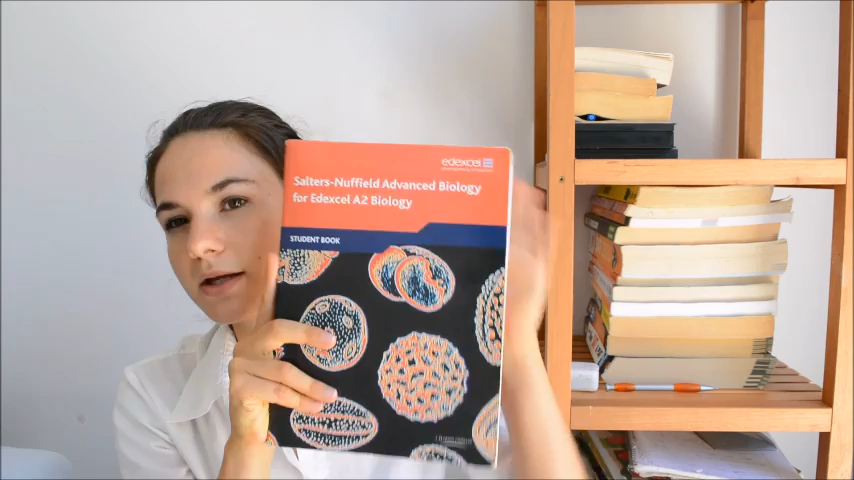 edexcel
Salters-Nuffield Advanced Biology
for Edexcel A2 Biology
STUDENT BOOK